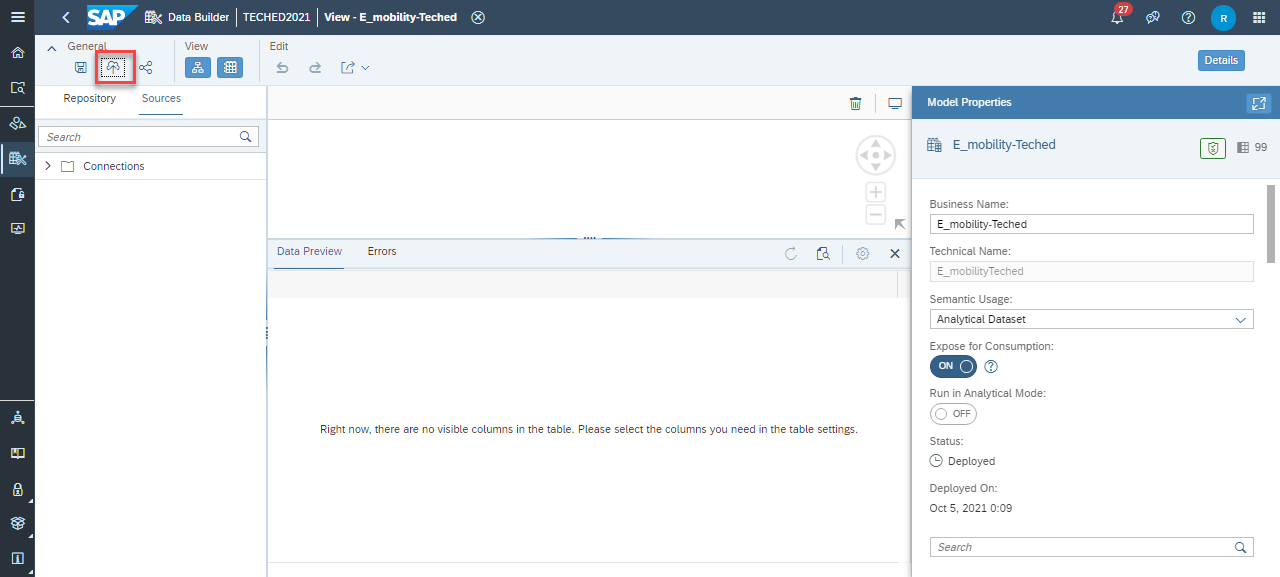 SAP Data Builder TECHED2021 View - E_mobility-Teched 27 R
General View Edit
Details
Repository Sources
Search
Connections
Data Preview Errors
Right now, there are no visible columns in the table. Please select the columns you need in the table settings.
Model Properties
E_mobility-Teched 99
Business Name:
E_mobility-Teched
Technical Name:
E_mobilityTeched
Semantic Usage:
Analytical Dataset
Expose for Consumption:
ON
Run in Analytical Mode:
OFF
Status:
Deployed
Deployed On:
Oct 5, 2021 0:09
Search